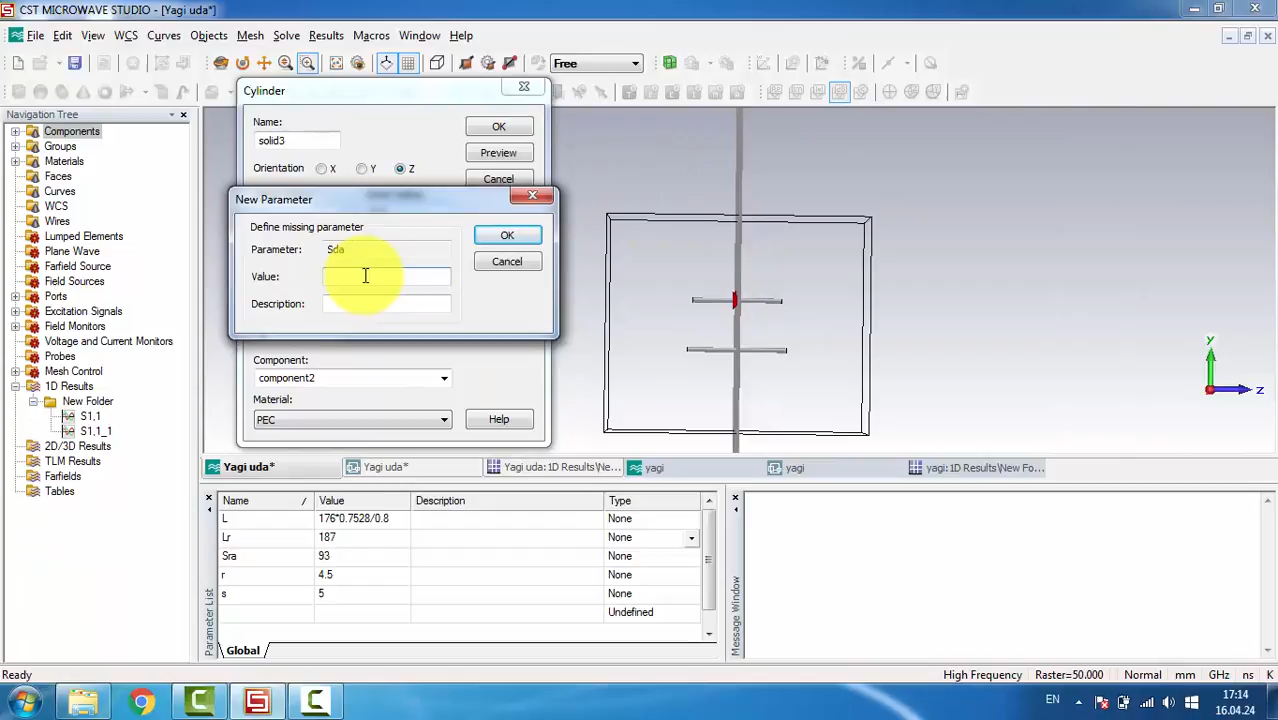 CST MICROWAVE STUDIO - [Yagi uda*]
File Edit View WCS Curves Objects Mesh Solve Results Macros Window Help
Free
Navigation Tree
Components
Groups
Materials
Faces
Curves
WCS
Wires
Lumped Elements
Plane Wave
Farfield Source
Field Sources
Ports
Excitation Signals
Field Monitors
Voltage and Current Monitors
Probes
Mesh Control
1D Results
New Folder
S1,1
S1,1_1
2D/3D Results
TLM Results
Farfields
Tables
Cylinder
Name:
solid3
OK
Preview
Orientation X Y Z
Cancel
New Parameter
Define missing parameter
Parameter: Sda
Value:
Description:
OK
Cancel
Component:
component2
Material:
PEC
Help
y
z
Yagi uda* Yagi uda* Yagi uda: 1D Results\Ne... yagi yagi yagi: 1D Results\New Fo...
Name / Value Description Type
L 176*0.7528/0.8 None
Lr 187 None
Sra 93 None
r 4.5 None
s 5 None
Undefined
Global
Parameter List
Message Window
Ready High Frequency Raster=50.000 Normal mm GHz ns K
EN 17:14
16.04.24